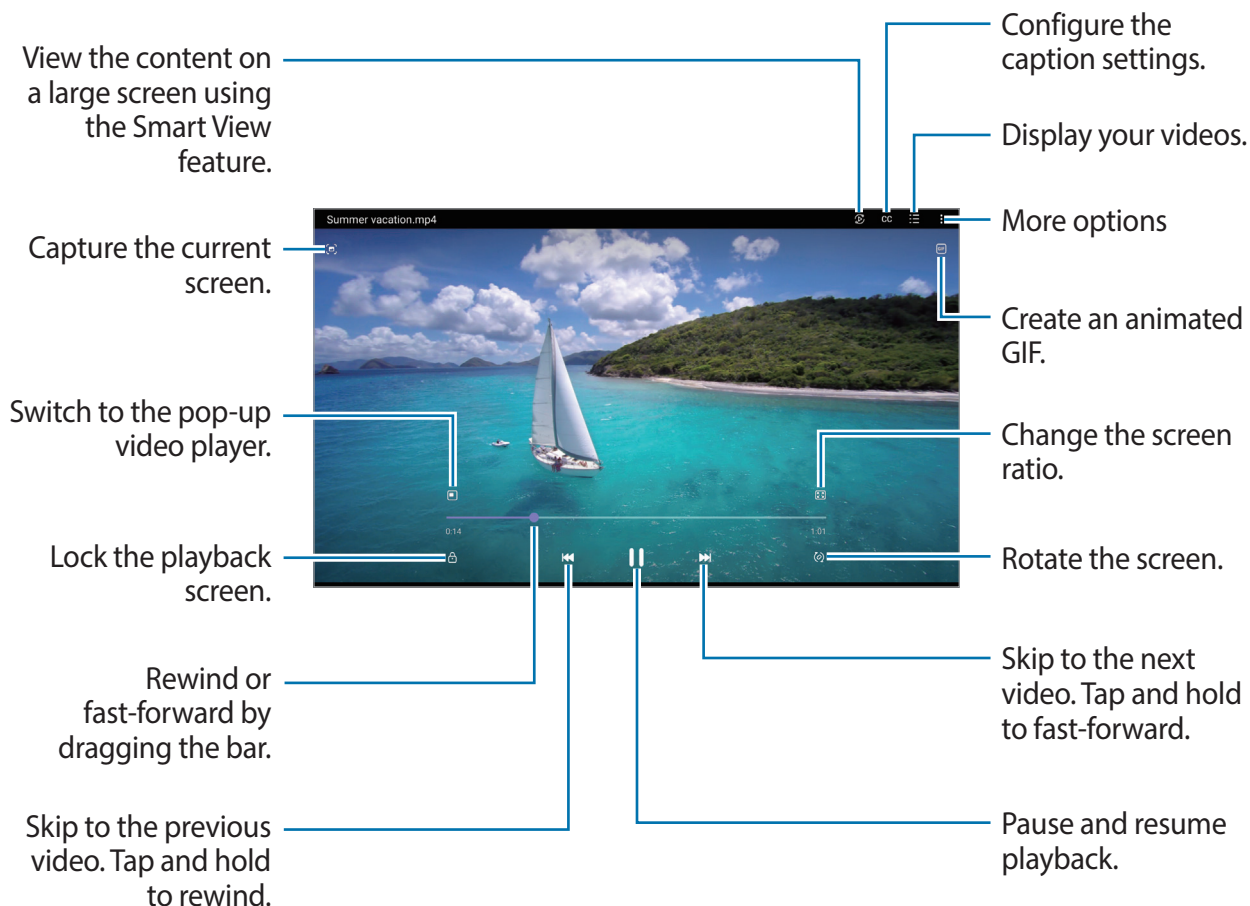 View the content on
a large screen using
the Smart View
feature.
Configure the
caption settings.
Display your videos.
Summer vacation.mp4
CC
More options
Capture the current
screen.
GIF
Create an animated
GIF.
Switch to the pop-up
video player.
Change the screen
ratio.
0:14
1:01
Lock the playback
screen.
Rotate the screen.
Rewind or
fast-forward by
dragging the bar.
Skip to the next
video. Tap and hold
to fast-forward.
Skip to the previous
video. Tap and hold
to rewind.
Pause and resume
playback.